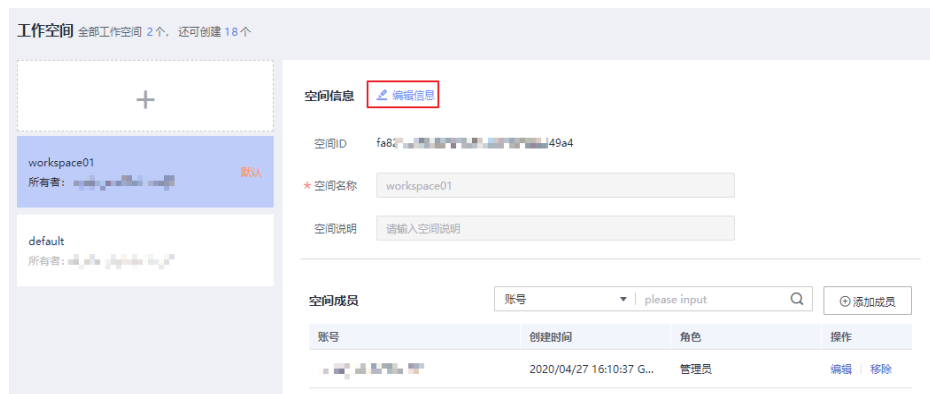 工作空间 全部工作空间 2个，还可创建18个
空间信息 编辑信息
空间ID fa82 49a4
workspace01
默认
所有者：
* 空间名称 workspace01
空间说明 请输入空间说明
default
所有者：
空间成员 账号 please input 添加成员
账号 创建时间 角色 操作
2020/04/27 16:10:37 G... 管理员 编辑 移除